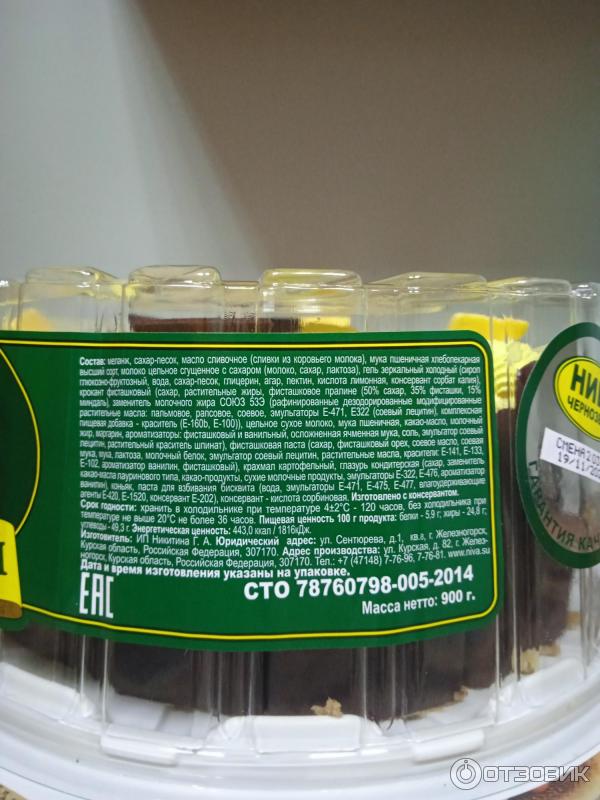 Состав: меланж, сахар-песок, масло сливочное (сливки из коровьего молока), мука пшеничная хлебопекарная
высший сорт, молоко цельное сгущенное с сахаром (молоко, сахар, лактоза), гель зеркальный холодный (сироп
глюкозно-фруктозный, вода, сахар-песок, глицерин, агар, пектин, кислота лимонная, консервант сорбат калия),
крокант фисташковый (сахар, растительные жиры, фисташковое пралине (50% сахар, 35% фисташки, 15%
миндаль), заменитель молочного жира СОЮЗ 53Э (рафинированные дезодорированные модифицированные
растительные масла: пальмовое, рапсовое, соевое, эмульгаторы Е-471, Е322 (соевый лецитин), комплексная
пищевая добавка - краситель (Е-160b, Е-100)), цельное сухое молоко, мука пшеничная, какао-масло, молочный
жир, маргарин, ароматизаторы: фисташковый и ванильный, осоложенная ячменная мука, соль, эмульгатор соевый
лецитин, растительный краситель шпинат), фисташковая паста (сахар, фисташковый орех, соевое масло, соевая
мука, мука, лактоза, молочный белок, эмульгатор соевый лецитин, растительные масла, красители: Е-141, Е-133,
Е-102, ароматизатор ванилин, фисташковый), крахмал картофельный, глазурь кондитерская (сахар, заменитель
какао-масла лауринового типа, какао-продукты, сухие молочные продукты, эмульгаторы Е-322, Е-476, ароматизатор
ванилин), коньяк, паста для взбивания бисквита (вода, эмульгаторы Е-471, Е-475, Е-477, влагоудерживающие
агенты Е-420, Е-1520, консервант Е-202), консервант - кислота сорбиновая. Изготовлено с консервантом.
Срок годности: хранить в холодильнике при температуре 4±2°С - 120 часов, без холодильника при
температуре не выше 20°С не более 36 часов. Пищевая ценность 100 г продукта: белки - 5,9 г; жиры - 24,8 г;
углеводы - 49,3 г. Энергетическая ценность: 443,0 ккал / 1816кДж.
Изготовитель: ИП Никитина Г. А. Юридический адрес: ул. Сентюрева, д.1, кв.8, г. Железногорск,
Курская область, Российская Федерация, 307170. Адрес производства: ул. Курская, д. 82, г. Желез-
ногорск, Курская область, Российская Федерация, 307170. Тел.: +7 (47148) 7-76-96, 7-76-81. www.niva.su
Дата и время изготовления указаны на упаковке.
ЕАС
СТО 78760798-005-2014
Масса нетто: 900 г.
НИ
ЧЕРНОЗЕ
СМЕНА2
19/11/20
ОТЗОВИК